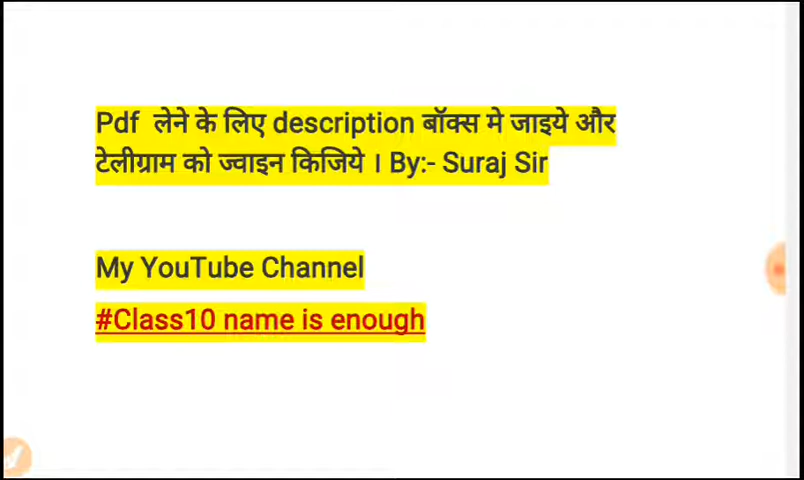 Pdf लेने के लिए description बॉक्स मे जाइये और
टेलीग्राम को ज्वाइन किजिये । By:- Suraj Sir
My YouTube Channel
#Class10 name is enough